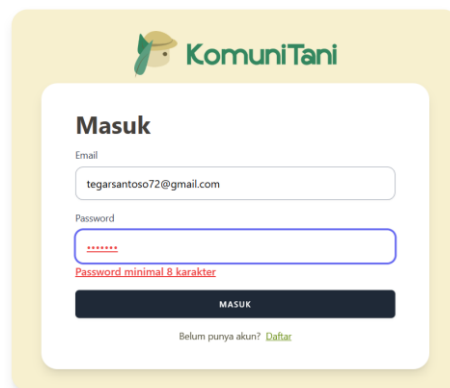 KomuniTani
Masuk
Email
tegarsantoso72@gmail.com
Password
•••••••
Password minimal 8 karakter
MASUK
Belum punya akun? Daftar